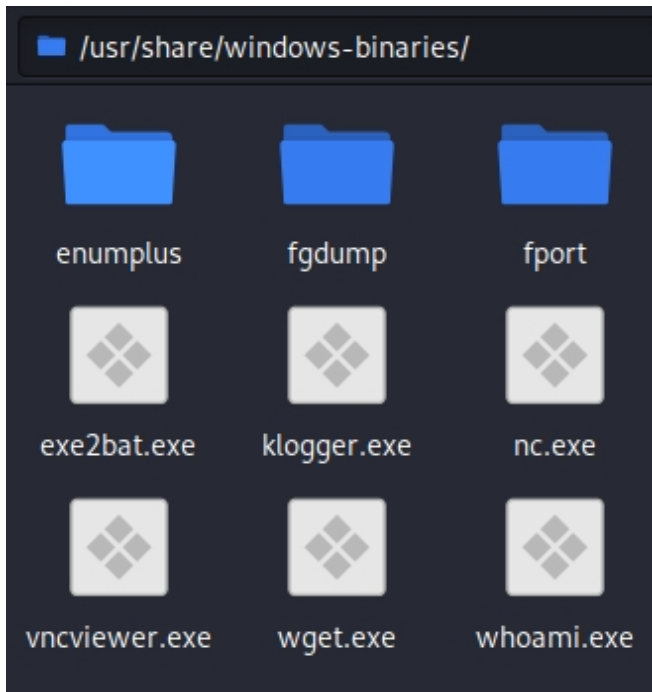 /usr/share/windows-binaries/
enumplus fgdump fport
exe2bat.exe klogger.exe nc.exe
vncviewer.exe wget.exe whoami.exe